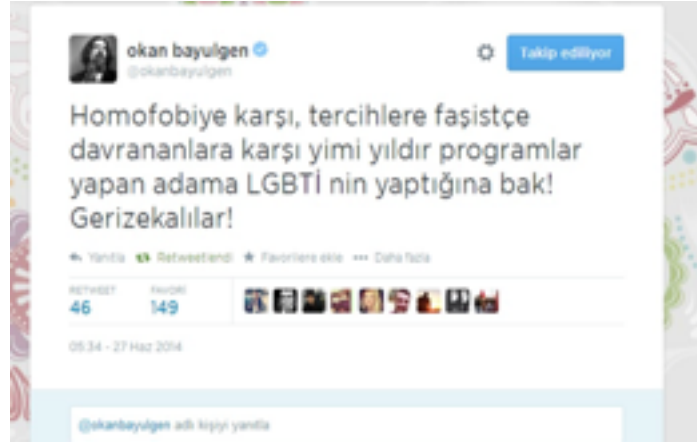 okan bayulgen
@okanbayulgen
Takip ediliyor
Homofobiye karşı, tercihlere faşistçe
davrananlara karşı yimi yıldır programlar
yapan adama LGBTİ nin yaptığına bak!
Gerizekalılar!
Yanıtla Retweetlendi Favorilere ekle Daha fazla
RETWEET FAVORİ
46 149
05:34 - 27 Haz 2014
@okanbayulgen adlı kişiyi yanıtla